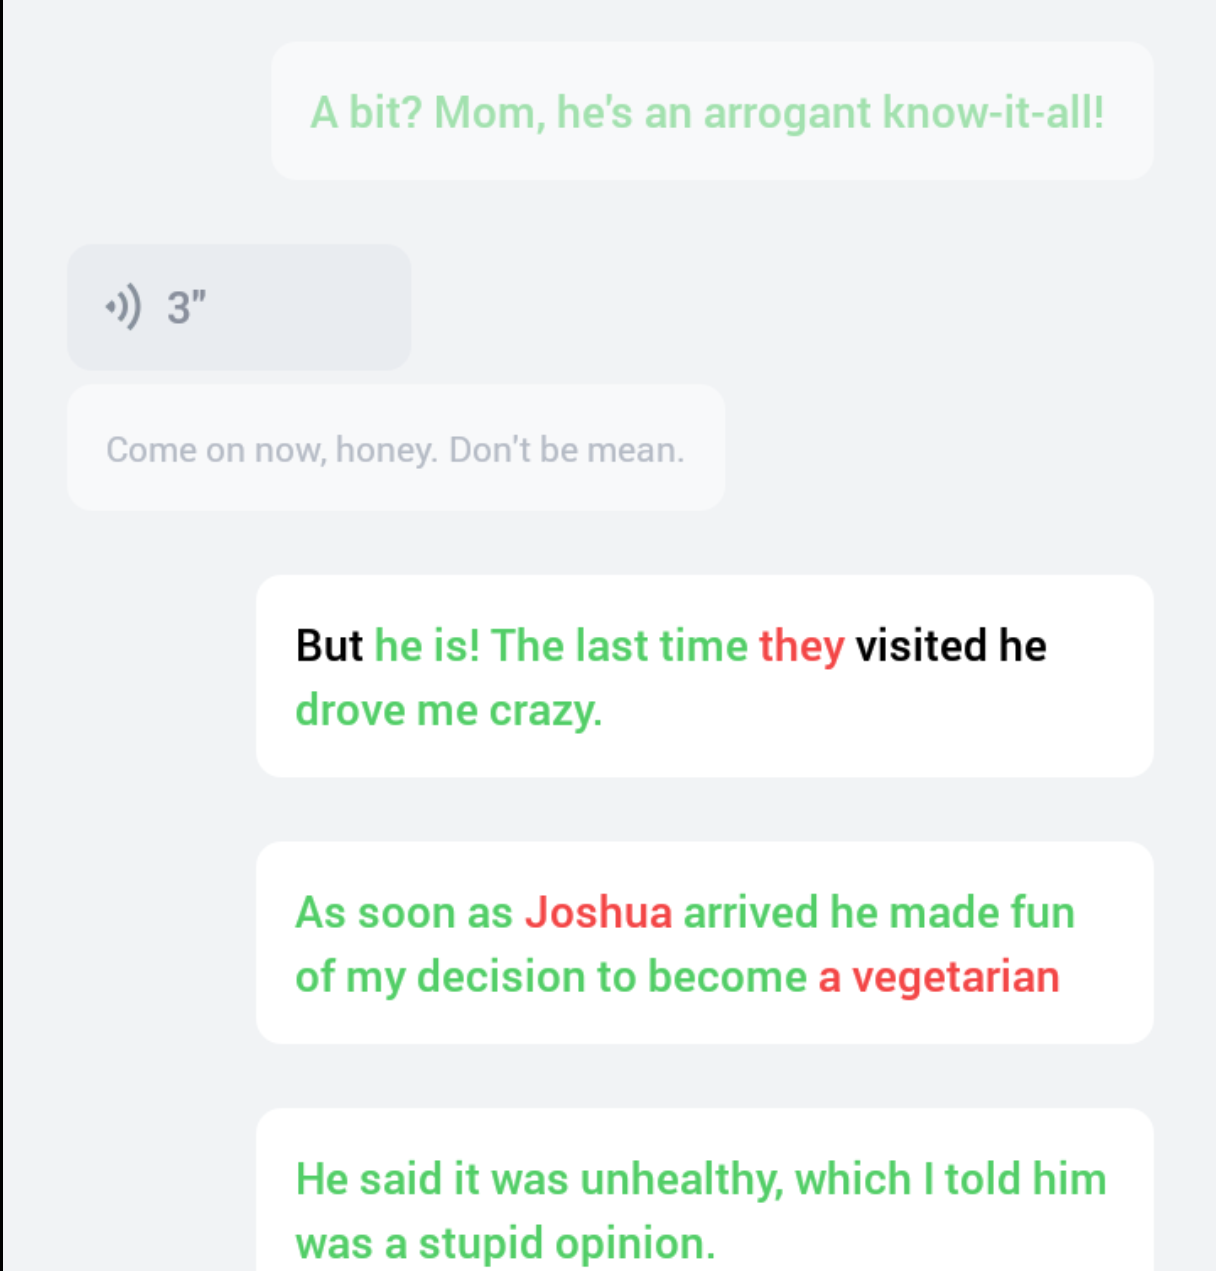 A bit? Mom, he's an arrogant know-it-all!
3"
Come on now, honey. Don't be mean.
But he is! The last time they visited he
drove me crazy.
As soon as Joshua arrived he made fun
of my decision to become a vegetarian
He said it was unhealthy, which I told him
was a stupid opinion.